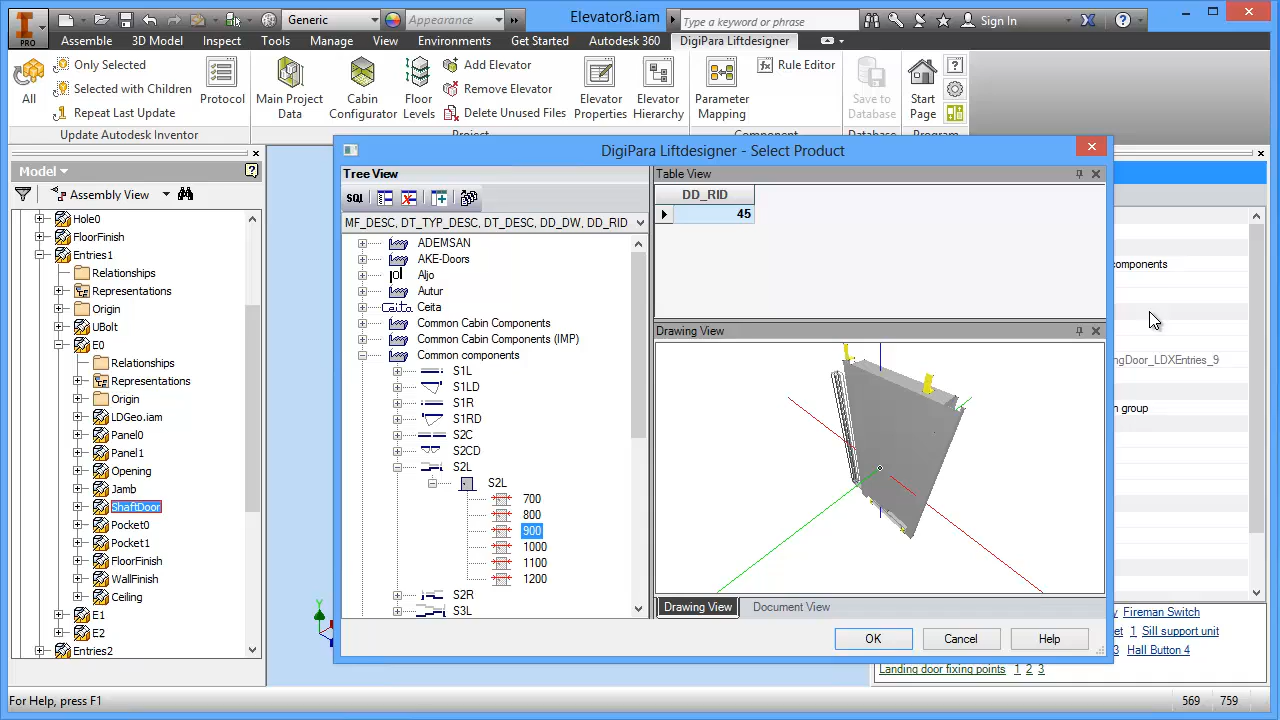 PRO
Generic
Appearance
Elevator8.iam
Type a keyword or phrase
Sign In
Assemble
3D Model
Inspect
Tools
Manage
View
Environments
Get Started
Autodesk 360
DigiPara Liftdesigner
All
Only Selected
Selected with Children
Repeat Last Update
Protocol
Main Project Data
Cabin Configurator
Floor Levels
Add Elevator
Remove Elevator
Delete Unused Files
Elevator Properties
Elevator Hierarchy
Parameter Mapping
Rule Editor
Save to Database
Start Page
Update Autodesk Inventor
Project
Component
Database
Program
Model
Assembly View
Hole0
FloorFinish
Entries1
Relationships
Representations
Origin
UBolt
E0
Relationships
Representations
Origin
LDGeo.iam
Panel0
Panel1
Opening
Jamb
ShaftDoor
Pocket0
Pocket1
FloorFinish
WallFinish
Ceiling
E1
E2
Entries2
DigiPara Liftdesigner - Select Product
Tree View
SQL
MF_DESC, DT_TYP_DESC, DT_DESC, DD_DW, DD_RID
ADEMSAN
AKE-Doors
Aljo
Autur
Ceita
Common Cabin Components
Common Cabin Components (IMP)
Common components
S1L
S1LD
S1R
S1RD
S2C
S2CD
S2L
S2L
700
800
900
1000
1100
1200
S2R
S3L
Table View
DD_RID
45
Drawing View
Drawing View
Document View
OK
Cancel
Help
components
ngDoor_LDXEntries_9
group
Fireman Switch
1 Sill support unit
3 Hall Button 4
Landing door fixing points 1 2 3
Y
For Help, press F1
569
759